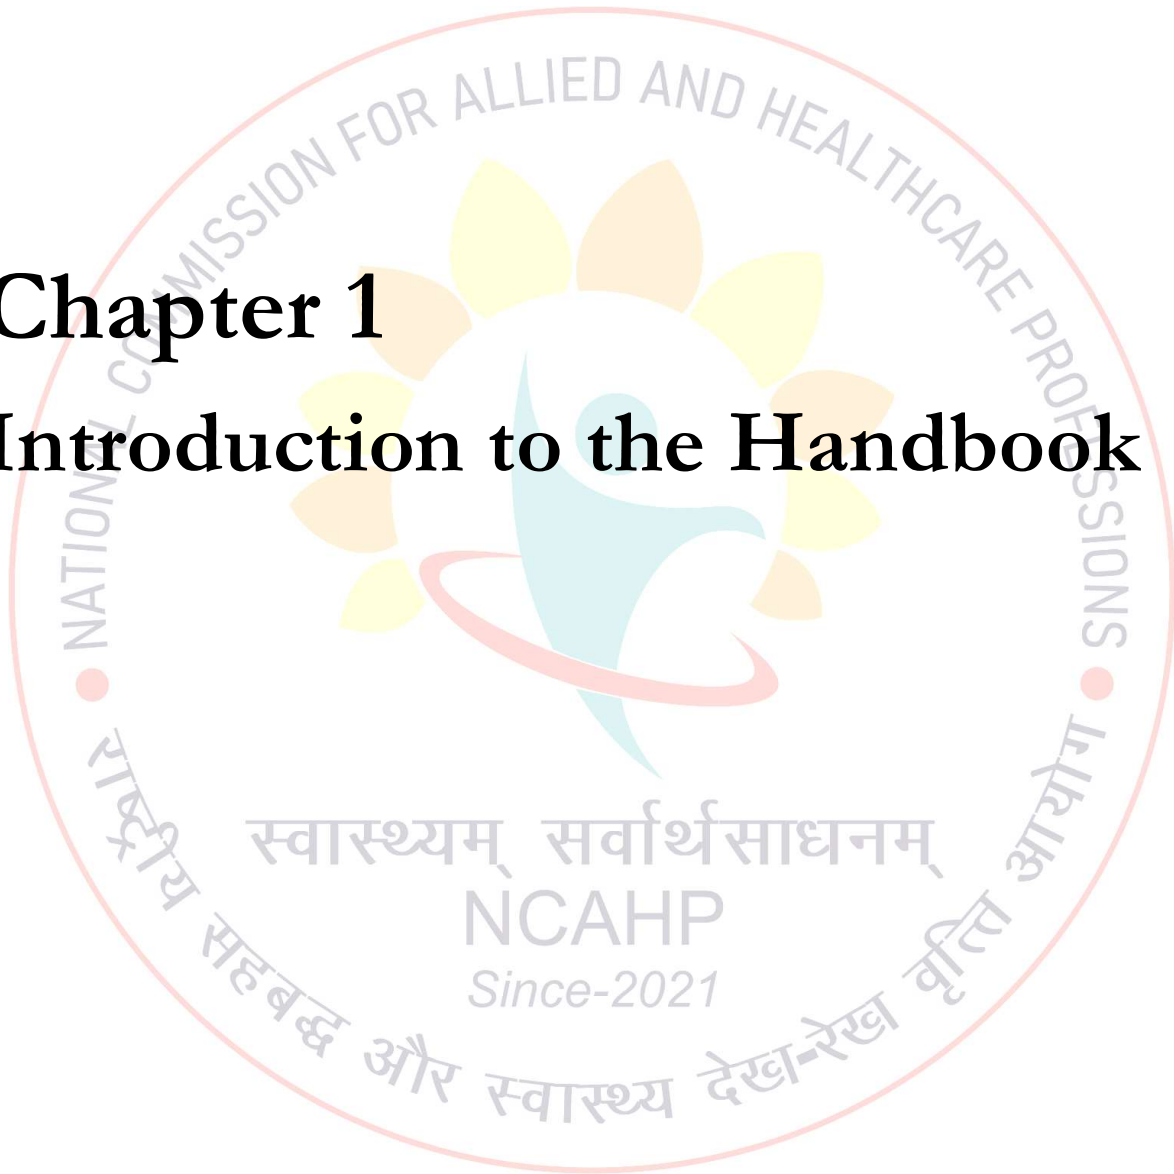 NATIONAL COMMISSION FOR ALLIED AND HEALTHCARE PROFESSIONS
Chapter 1
Introduction to the Handbook
स्वास्थ्यम् सर्वार्थसाधनम्
NCAHP
Since-2021
राष्ट्रीय सहबद्ध और स्वास्थ्य देख-रेख वृत्ति आयोग